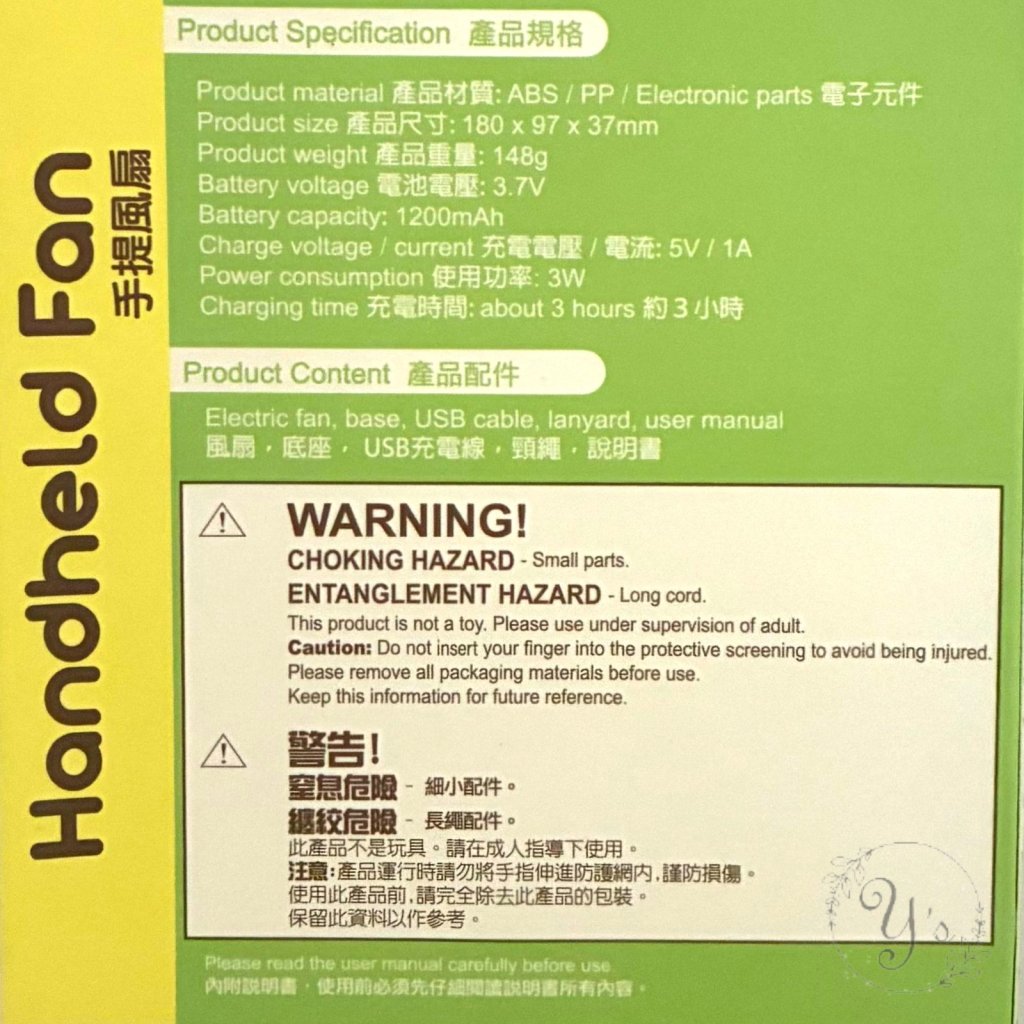 Handheld Fan
手提風扇
Product Specification 產品規格
Product material 產品材質: ABS / PP / Electronic parts 電子元件
Product size 產品尺寸: 180 x 97 x 37mm
Product weight 產品重量: 148g
Battery voltage 電池電壓: 3.7V
Battery capacity: 1200mAh
Charge voltage / current 充電電壓 / 電流: 5V / 1A
Power consumption 使用功率: 3W
Charging time 充電時間: about 3 hours 約3小時
Product Content 產品配件
Electric fan, base, USB cable, lanyard, user manual
風扇，底座， USB充電線，頸繩，說明書
WARNING!
CHOKING HAZARD - Small parts.
ENTANGLEMENT HAZARD - Long cord.
This product is not a toy. Please use under supervision of adult.
Caution: Do not insert your finger into the protective screening to avoid being injured.
Please remove all packaging materials before use.
Keep this information for future reference.
警告!
窒息危險 - 細小配件。
纏絞危險 - 長繩配件。
此產品不是玩具。請在成人指導下使用。
注意:產品運行時請勿將手指伸進防護網内,謹防損傷。
使用此產品前,請完全除去此產品的包裝。
保留此資料以作參考。
Y's
Please read the user manual carefully before use
內附說明書，使用前必須先仔細閱讀說明書所有內容。